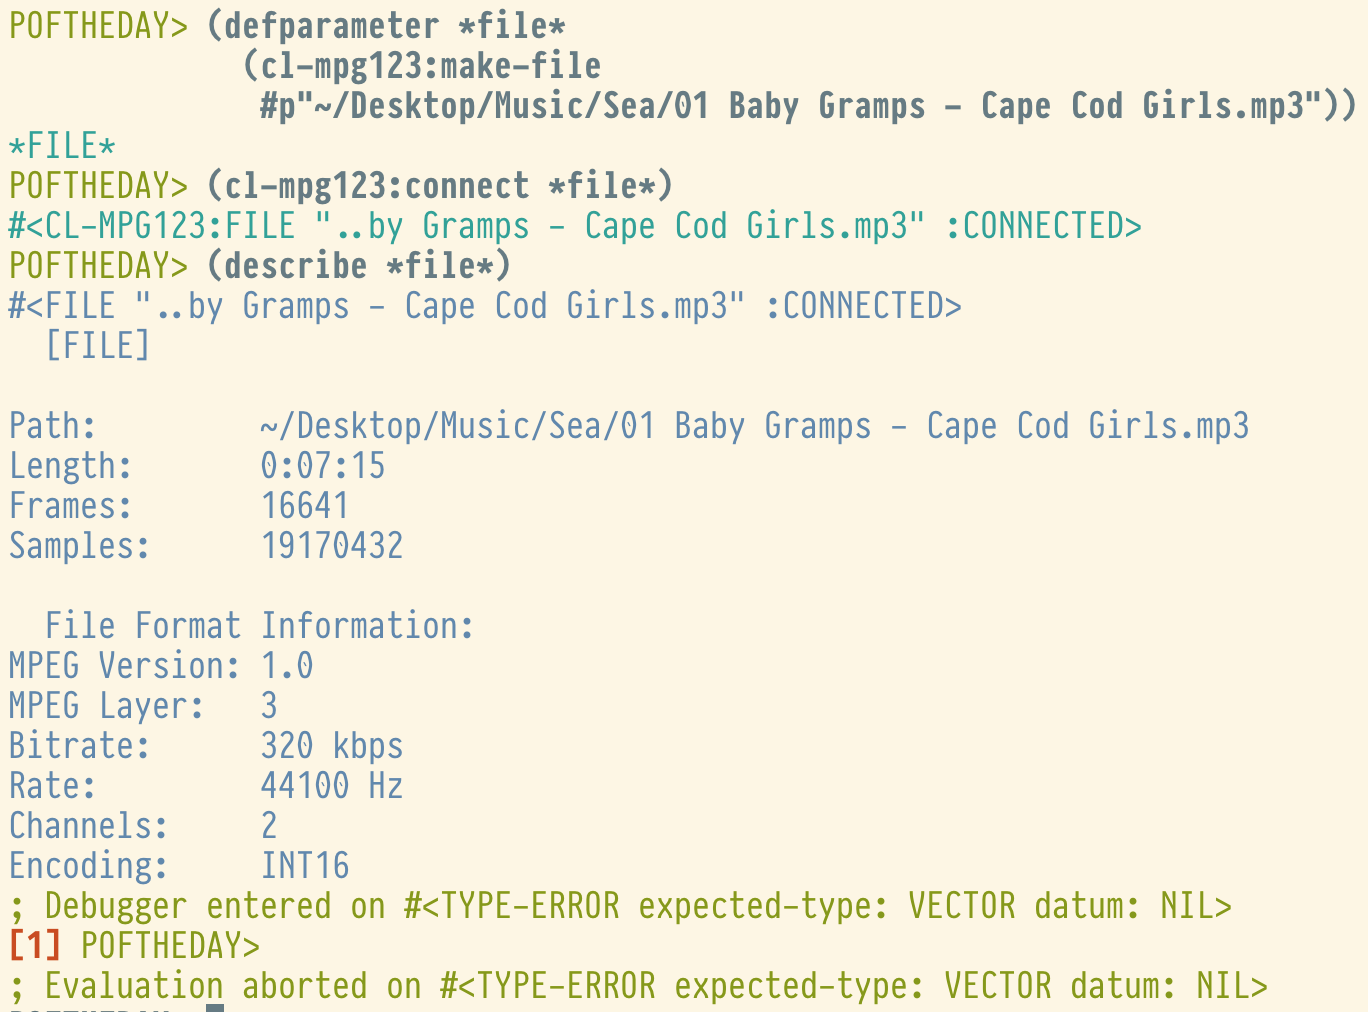 POFTHEDAY> (defparameter *file*
(cl-mpg123:make-file
#p"~/Desktop/Music/Sea/01 Baby Gramps - Cape Cod Girls.mp3"))
*FILE*
POFTHEDAY> (cl-mpg123:connect *file*)
#<CL-MPG123:FILE "..by Gramps - Cape Cod Girls.mp3" :CONNECTED>
POFTHEDAY> (describe *file*)
#<FILE "..by Gramps - Cape Cod Girls.mp3" :CONNECTED>
[FILE]
Path: ~/Desktop/Music/Sea/01 Baby Gramps - Cape Cod Girls.mp3
Length: 0:07:15
Frames: 16641
Samples: 19170432
File Format Information:
MPEG Version: 1.0
MPEG Layer: 3
Bitrate: 320 kbps
Rate: 44100 Hz
Channels: 2
Encoding: INT16
; Debugger entered on #<TYPE-ERROR expected-type: VECTOR datum: NIL>
[1] POFTHEDAY>
; Evaluation aborted on #<TYPE-ERROR expected-type: VECTOR datum: NIL>